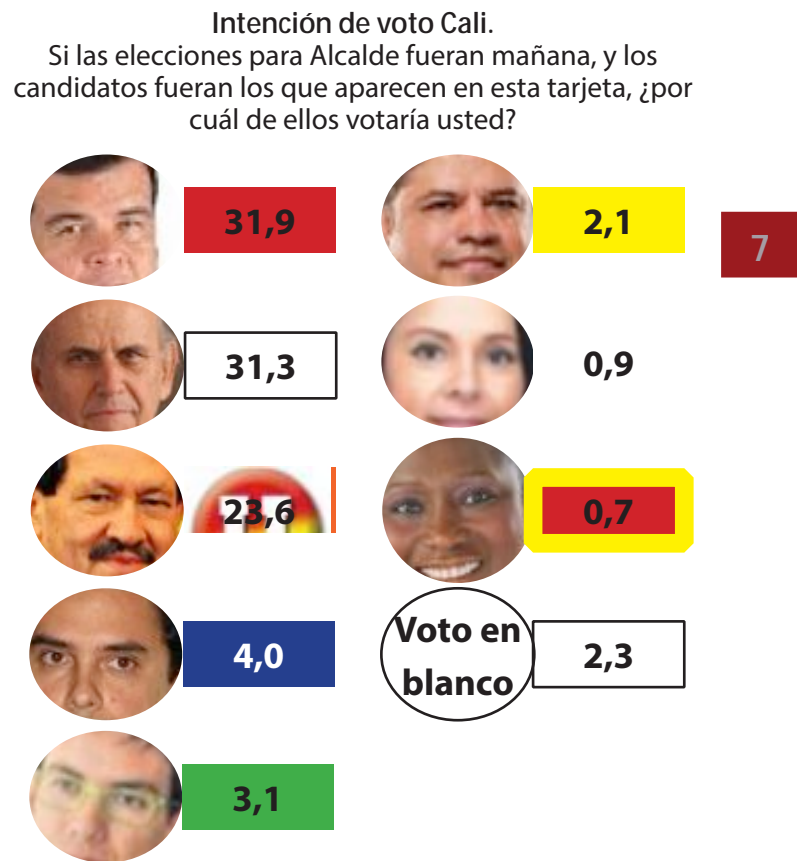 Intención de voto Cali.
Si las elecciones para Alcalde fueran mañana, y los
candidatos fueran los que aparecen en esta tarjeta, ¿por
cuál de ellos votaría usted?
31,9
2,1
7
31,3
0,9
23,6
0,7
4,0
Voto en
blanco
2,3
3,1